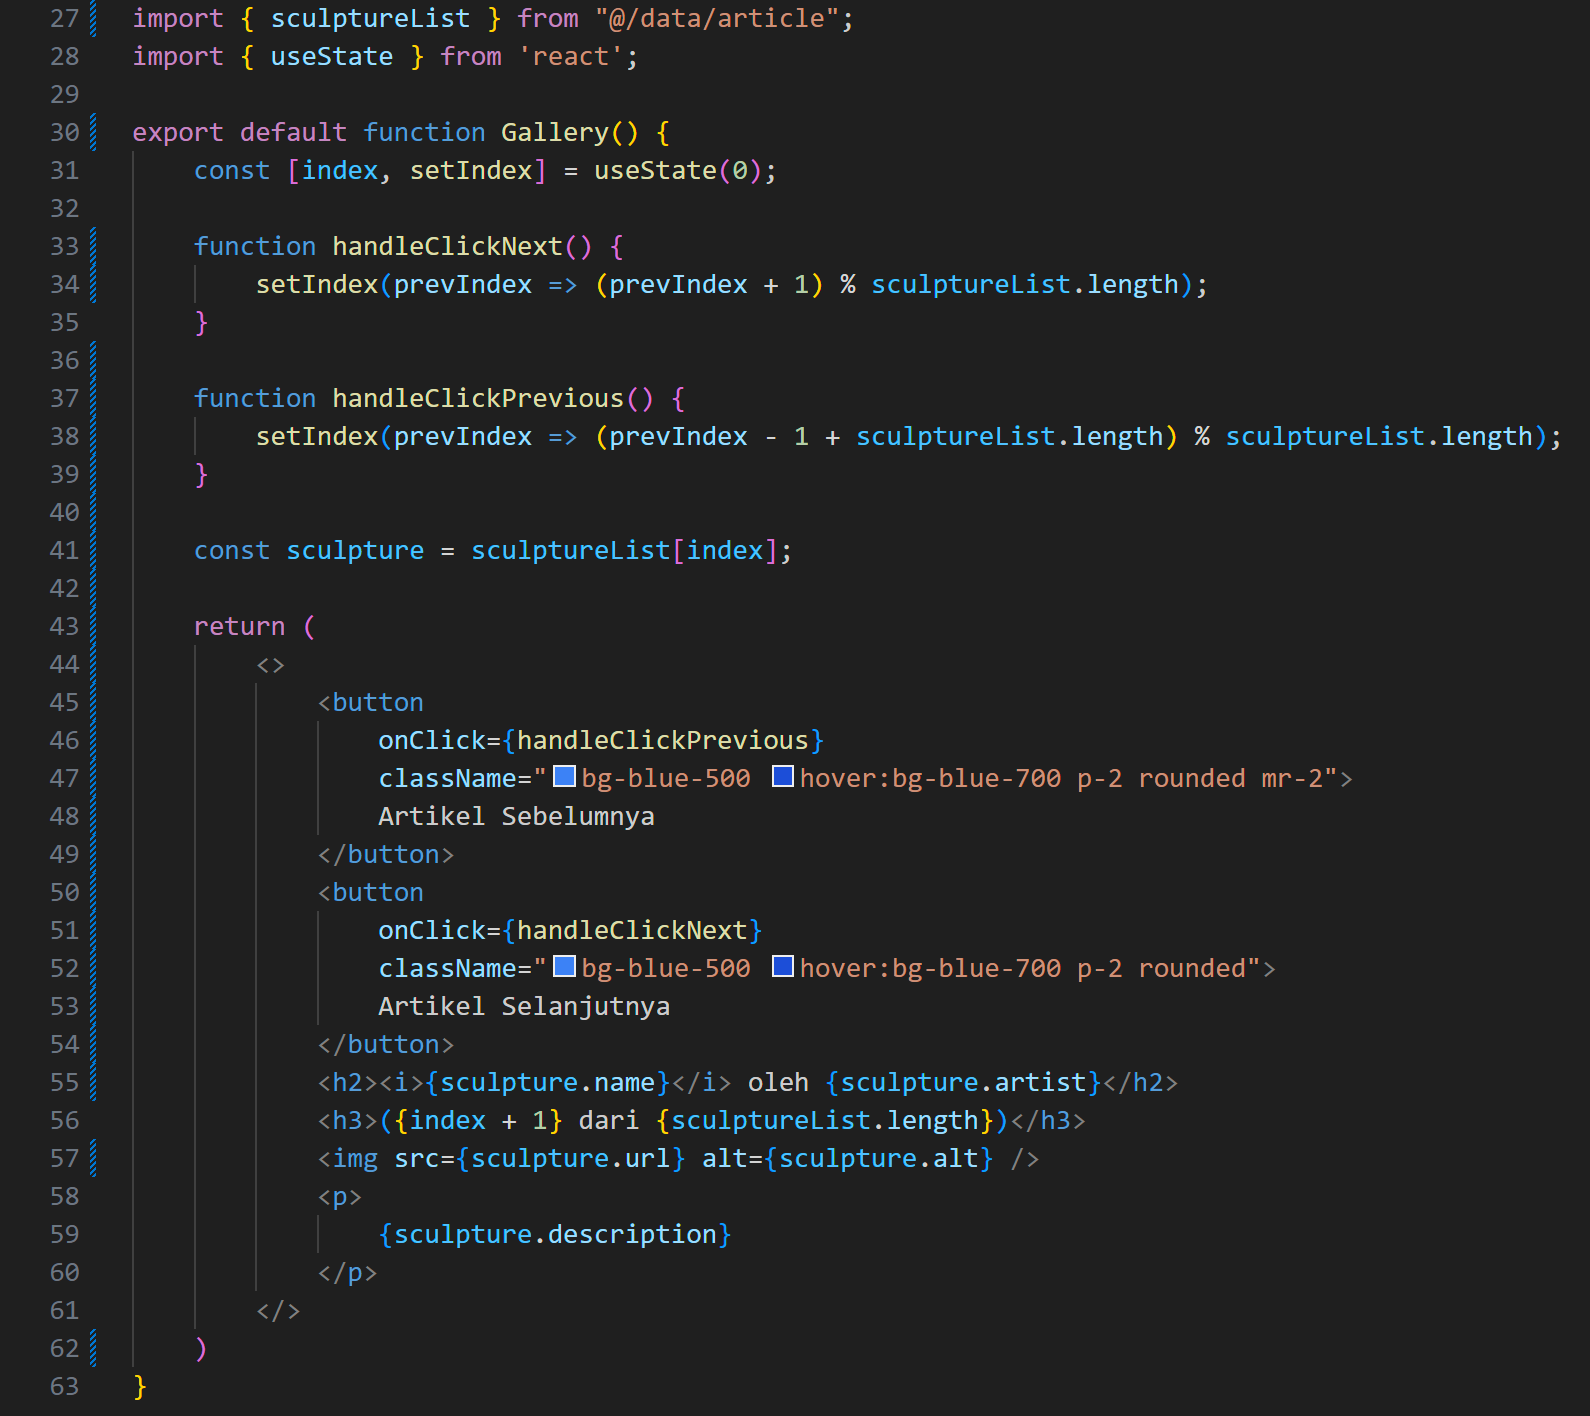 27 import { sculptureList } from "@/data/article";
28 import { useState } from 'react';
29
30 export default function Gallery() {
31     const [index, setIndex] = useState(0);
32
33     function handleClickNext() {
34         setIndex(prevIndex => (prevIndex + 1) % sculptureList.length);
35     }
36
37     function handleClickPrevious() {
38         setIndex(prevIndex => (prevIndex - 1 + sculptureList.length) % sculptureList.length);
39     }
40
41     const sculpture = sculptureList[index];
42
43     return (
44         <>
45             <button
46                 onClick={handleClickPrevious}
47                 className="bg-blue-500 hover:bg-blue-700 p-2 rounded mr-2">
48                 Artikel Sebelumnya
49             </button>
50             <button
51                 onClick={handleClickNext}
52                 className="bg-blue-500 hover:bg-blue-700 p-2 rounded">
53                 Artikel Selanjutnya
54             </button>
55             <h2><i>{sculpture.name}</i> oleh {sculpture.artist}</h2>
56             <h3>({index + 1} dari {sculptureList.length})</h3>
57             <img src={sculpture.url} alt={sculpture.alt} />
58             <p>
59                 {sculpture.description}
60             </p>
61         </>
62     )
63 }